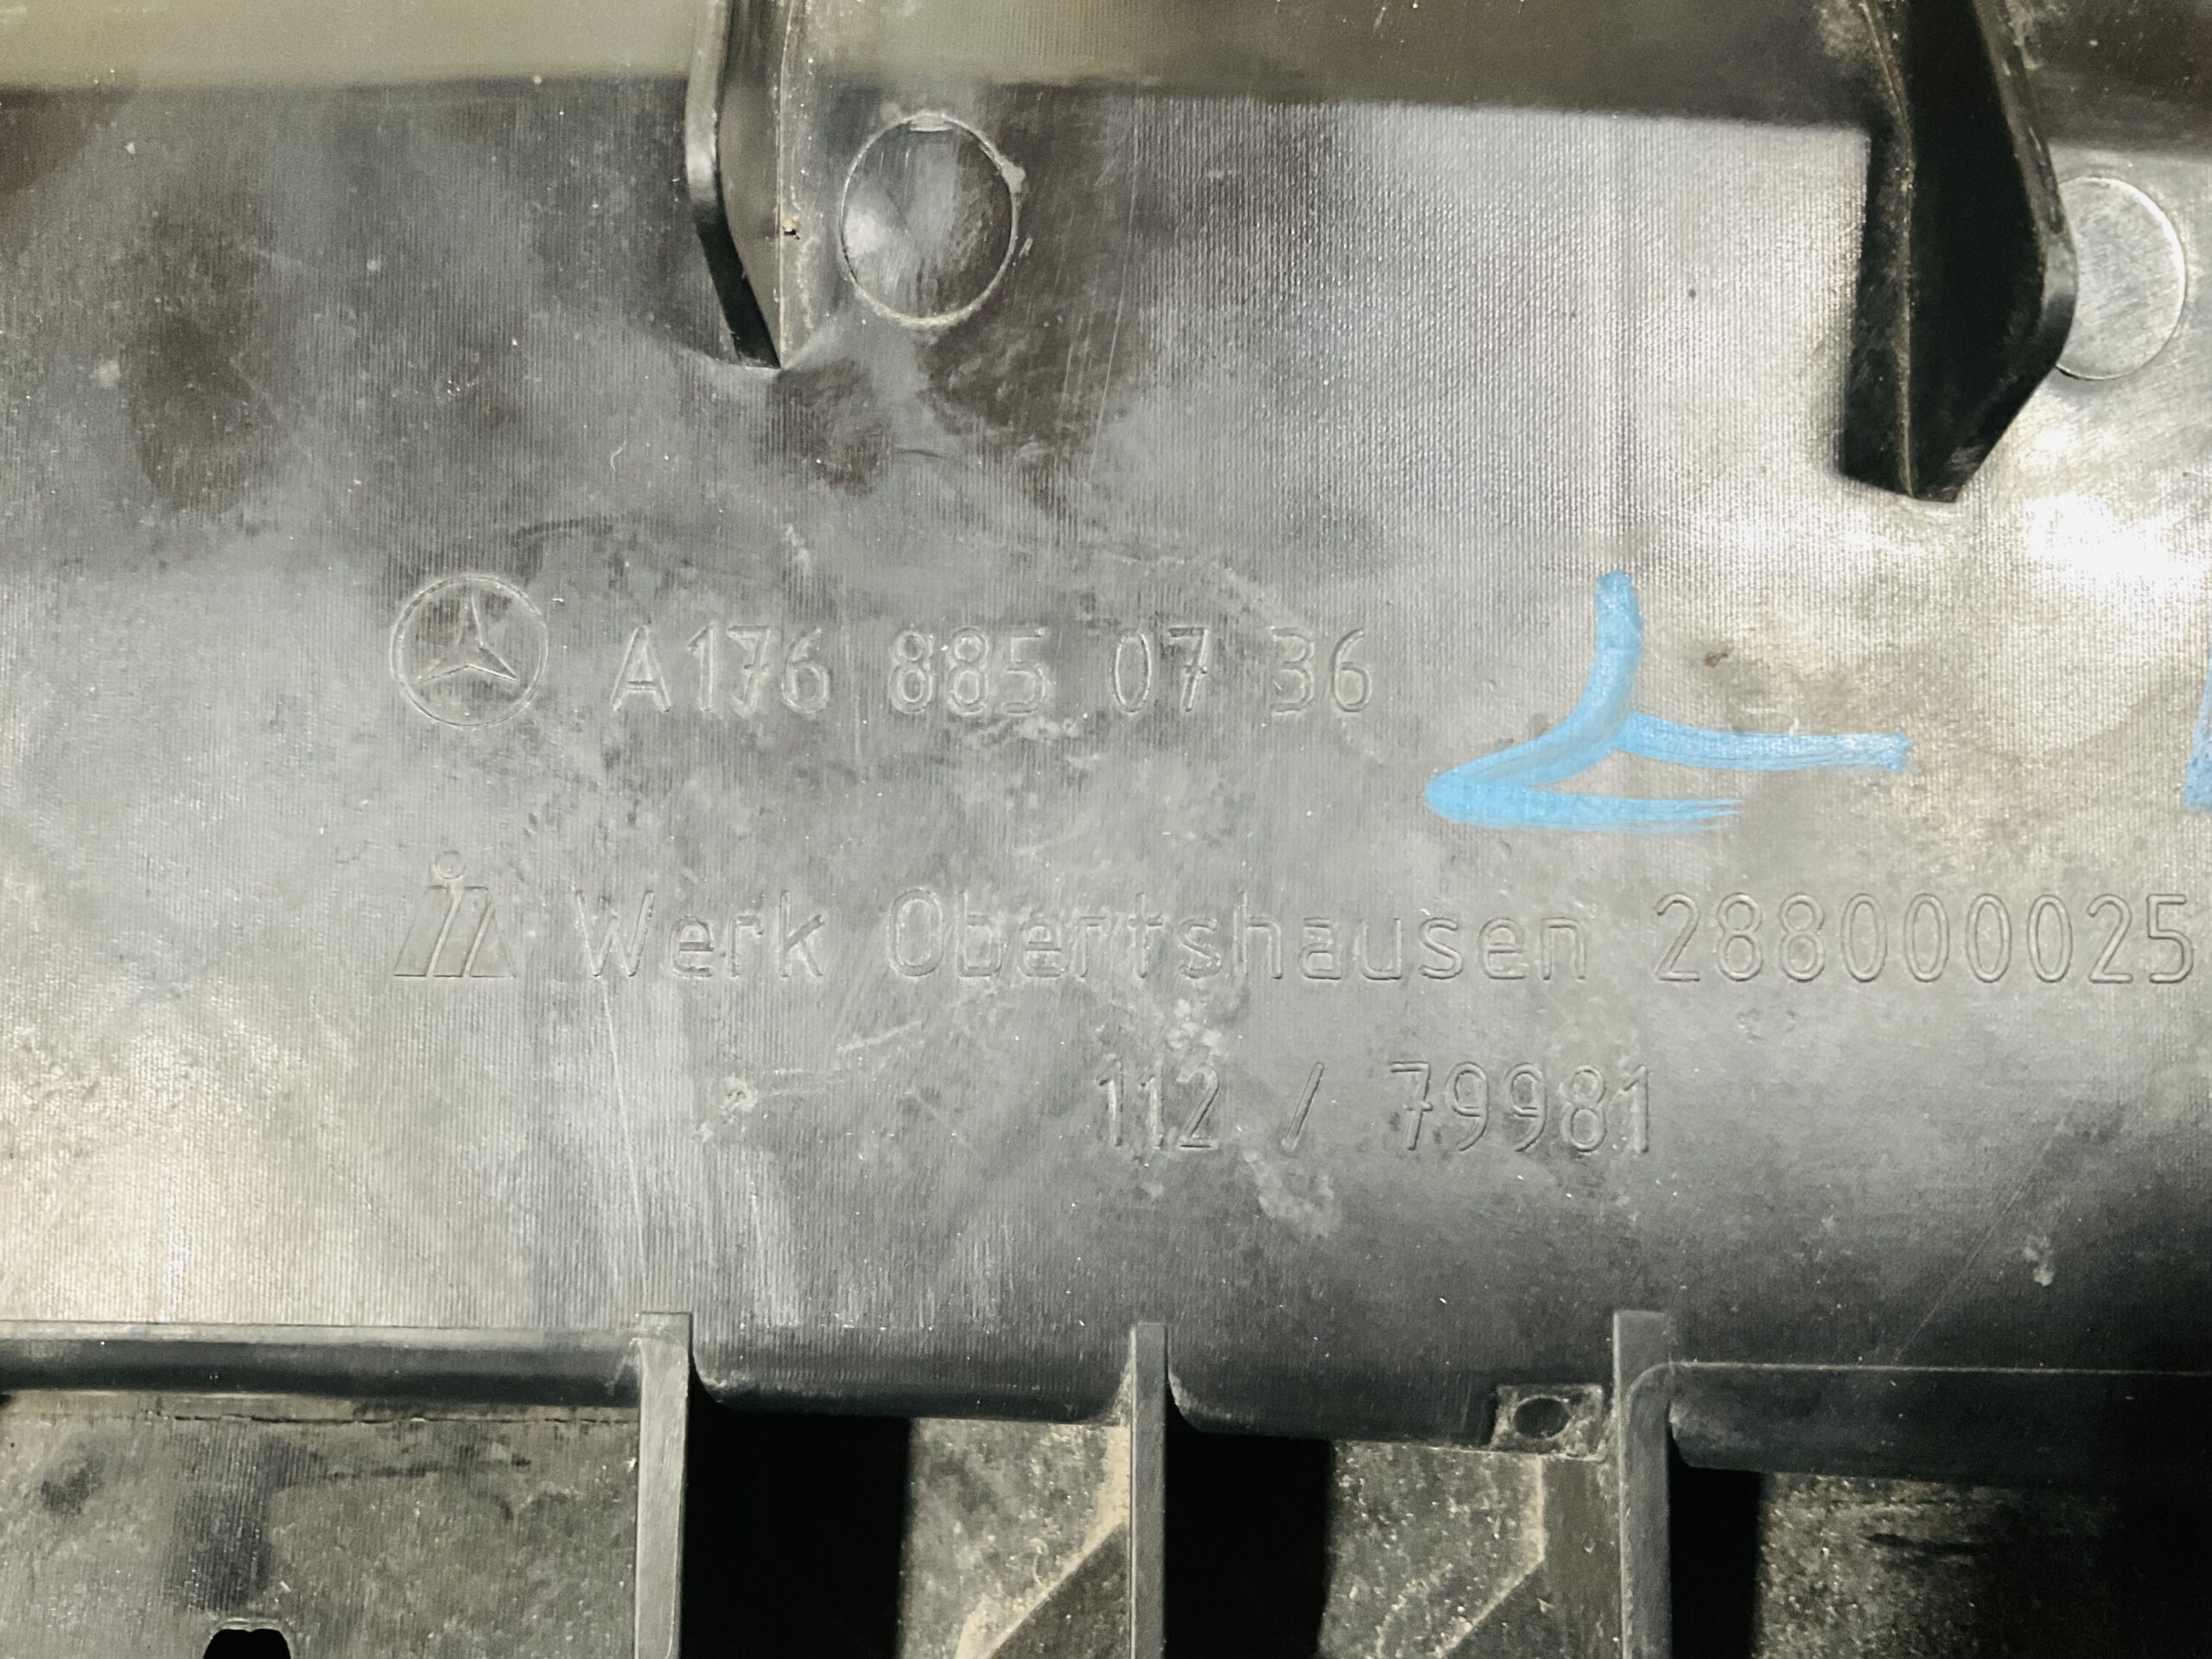 A176 885 07 36
Werk Obertshausen 288000025
112 / 79981